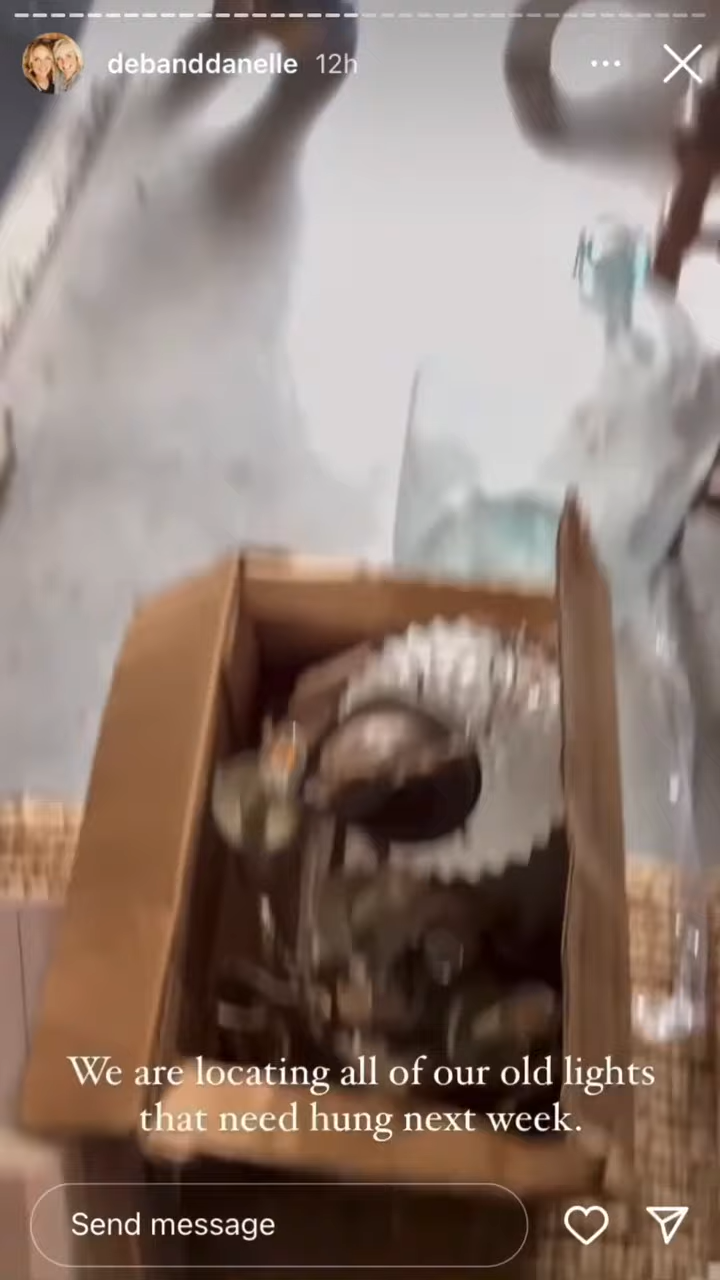 debanddanelle 12h
We are locating all of our old lights
that need hung next week.
Send message